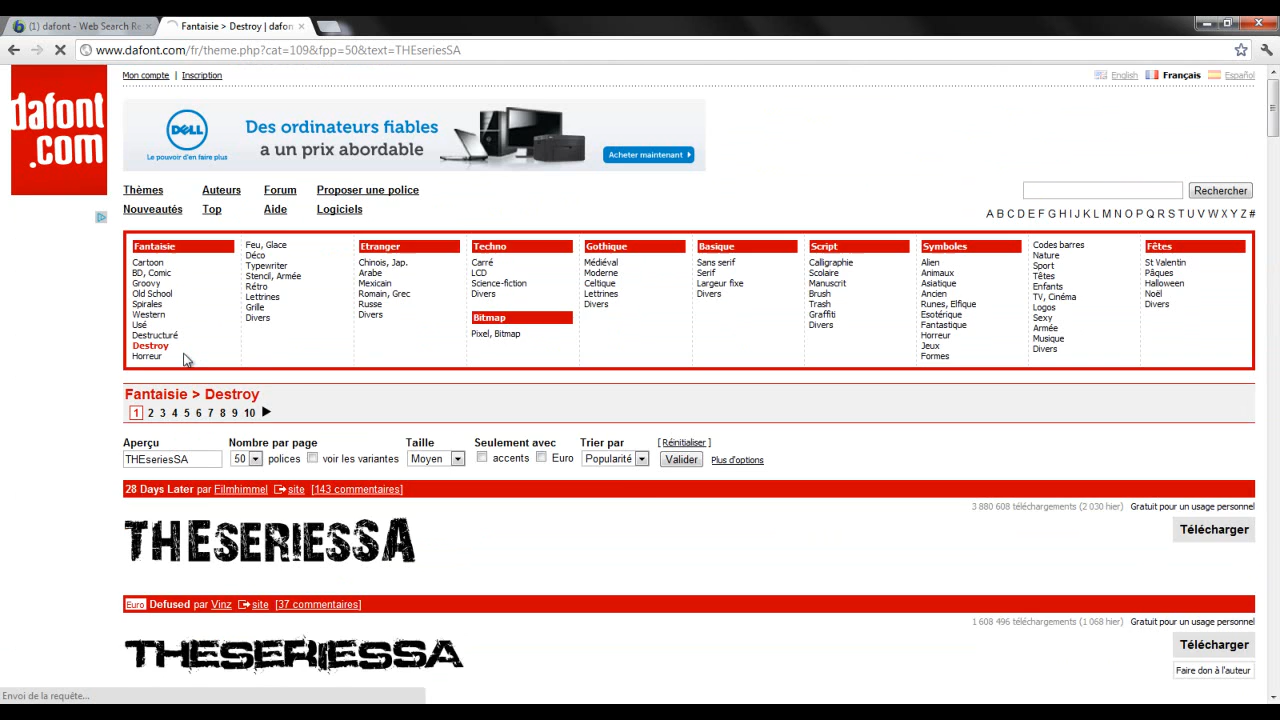 (1) dafont - Web Search Re
Fantaisie > Destroy | dafon
www.dafont.com/fr/theme.php?cat=109&fpp=50&text=THEseriesSA
dafont
.com
Mon compte | Inscription
English Français Español
DELL
Le pouvoir d'en faire plus
Des ordinateurs fiables
a un prix abordable
Acheter maintenant
Thèmes Auteurs Forum Proposer une police
Nouveautés Top Aide Logiciels
Rechercher
A B C D E F G H I J K L M N O P Q R S T U V W X Y Z #
Fantaisie
Cartoon
BD, Comic
Groovy
Old School
Spirales
Western
Usé
Destructuré
Destroy
Horreur
Feu, Glace
Déco
Typewriter
Stencil, Armée
Rétro
Lettrines
Grille
Divers
Etranger
Chinois, Jap.
Arabe
Mexicain
Romain, Grec
Russe
Divers
Techno
Carré
LCD
Science-fiction
Divers
Bitmap
Pixel, Bitmap
Gothique
Médiéval
Moderne
Celtique
Lettrines
Divers
Basique
Sans serif
Serif
Largeur fixe
Divers
Script
Calligraphie
Scolaire
Manuscrit
Brush
Trash
Graffiti
Divers
Symboles
Alien
Animaux
Asiatique
Ancien
Runes, Elfique
Esotérique
Fantastique
Horreur
Jeux
Formes
Codes barres
Nature
Sport
Têtes
Enfants
TV, Cinéma
Logos
Sexy
Armée
Musique
Divers
Fêtes
St Valentin
Pâques
Halloween
Noël
Divers
Fantaisie > Destroy
1 2 3 4 5 6 7 8 9 10
Aperçu Nombre par page Taille Seulement avec Trier par [ Réinitialiser ]
THEseriesSA 50 polices voir les variantes Moyen accents Euro Popularité Valider Plus d'options
28 Days Later par Filmhimmel site [143 commentaires]
3 880 608 téléchargements (2 030 hier) Gratuit pour un usage personnel
THESERIESSA
Télécharger
Euro Defused par Vinz site [37 commentaires]
1 608 496 téléchargements (1 068 hier) Gratuit pour un usage personnel
THESERIESSA
Télécharger
Faire don à l'auteur
Envoi de la requête...